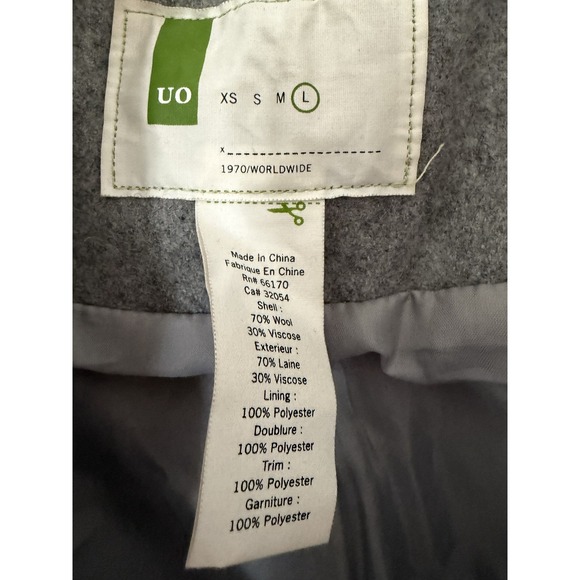 UO
XS S M L
x
1970/WORLDWIDE
Made In China
Fabrique En Chine
Rn# 66170
Ca# 32054
Shell :
70% Wool
30% Viscose
Exterieur :
70% Laine
30% Viscose
Lining :
100% Polyester
Doublure :
100% Polyester
Trim :
100% Polyester
Garniture :
100% Polyester